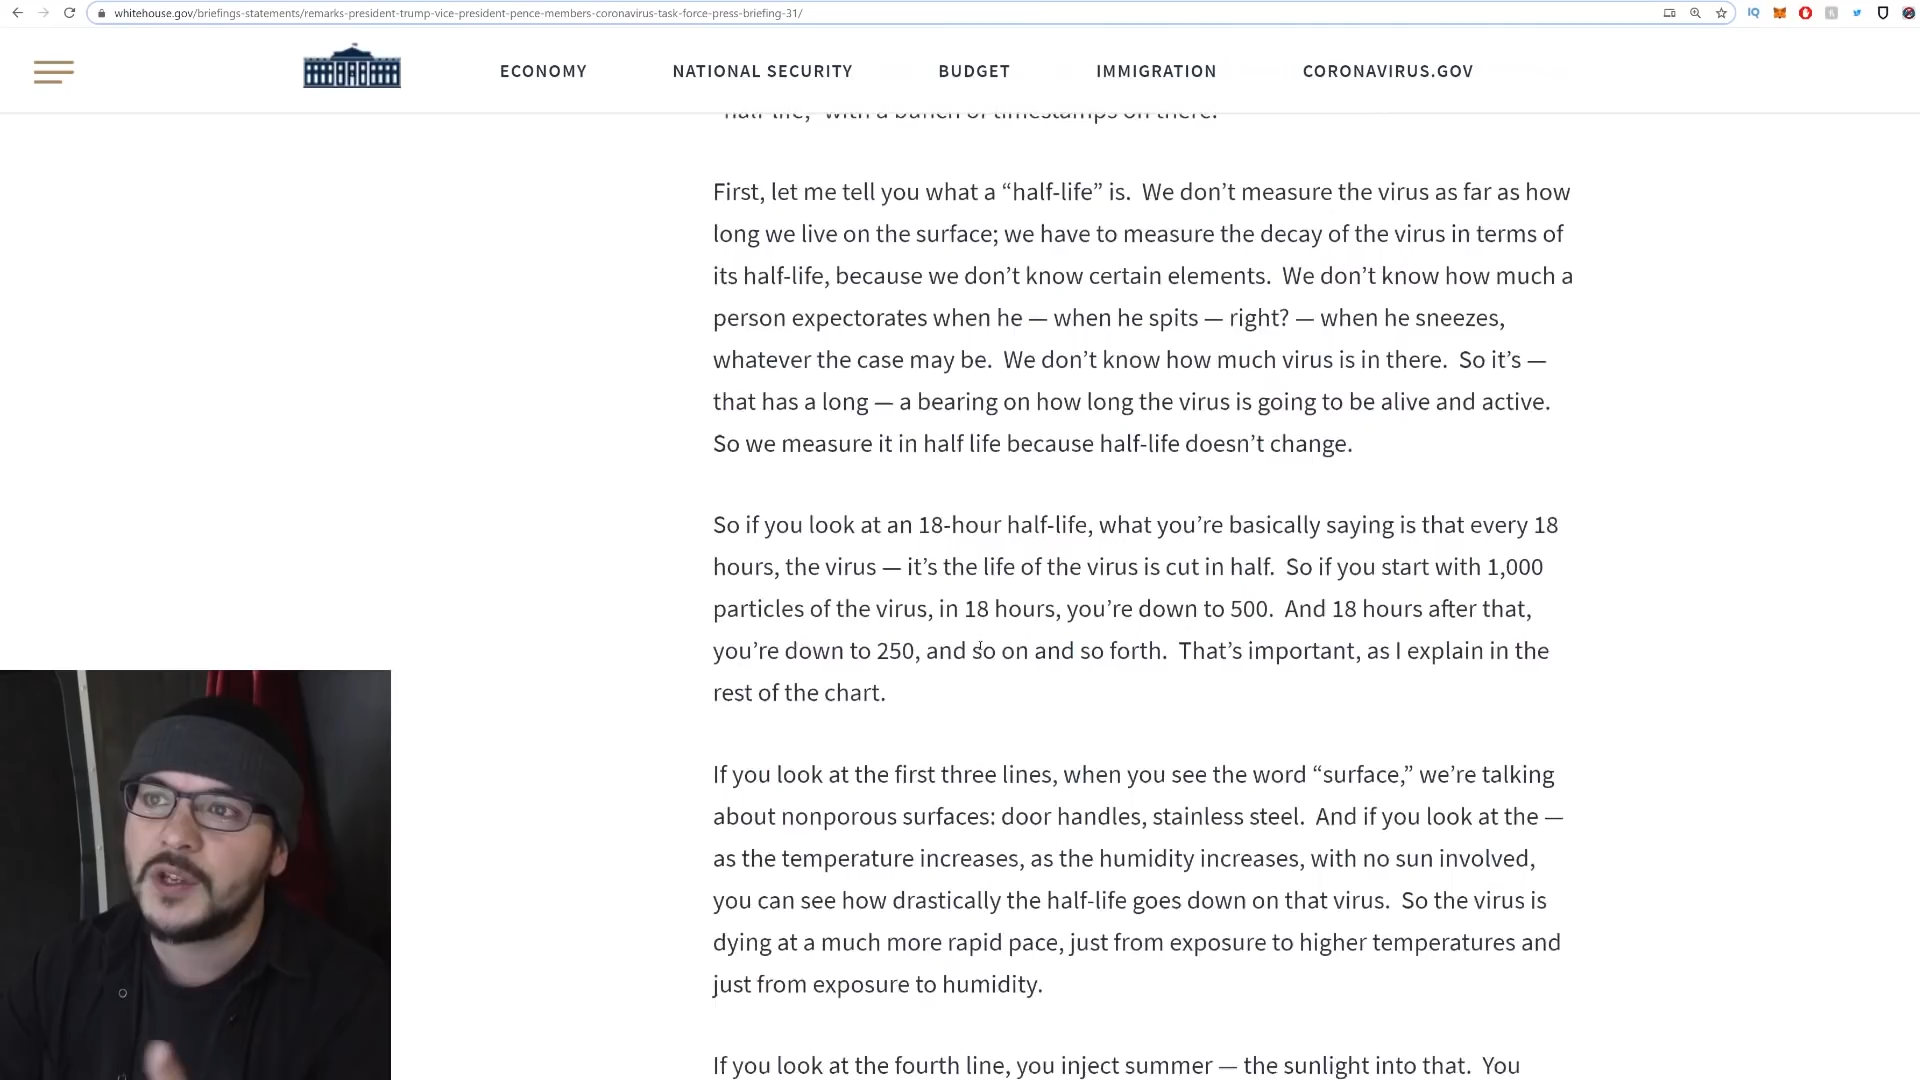 whitehouse.gov/briefings-statements/remarks-president-trump-vice-president-pence-members-coronavirus-task-force-press-briefing-31/
ECONOMY NATIONAL SECURITY BUDGET IMMIGRATION CORONAVIRUS.GOV
“half-life,” with a bunch of timestamps on there.
First, let me tell you what a “half-life” is. We don’t measure the virus as far as how
long we live on the surface; we have to measure the decay of the virus in terms of
its half-life, because we don’t know certain elements. We don’t know how much a
person expectorates when he — when he spits — right? — when he sneezes,
whatever the case may be. We don’t know how much virus is in there. So it’s —
that has a long — a bearing on how long the virus is going to be alive and active.
So we measure it in half life because half-life doesn’t change.
So if you look at an 18-hour half-life, what you’re basically saying is that every 18
hours, the virus — it’s the life of the virus is cut in half. So if you start with 1,000
particles of the virus, in 18 hours, you’re down to 500. And 18 hours after that,
you’re down to 250, and so on and so forth. That’s important, as I explain in the
rest of the chart.
If you look at the first three lines, when you see the word “surface,” we’re talking
about nonporous surfaces: door handles, stainless steel. And if you look at the —
as the temperature increases, as the humidity increases, with no sun involved,
you can see how drastically the half-life goes down on that virus. So the virus is
dying at a much more rapid pace, just from exposure to higher temperatures and
just from exposure to humidity.
If you look at the fourth line, you inject summer — the sunlight into that. You